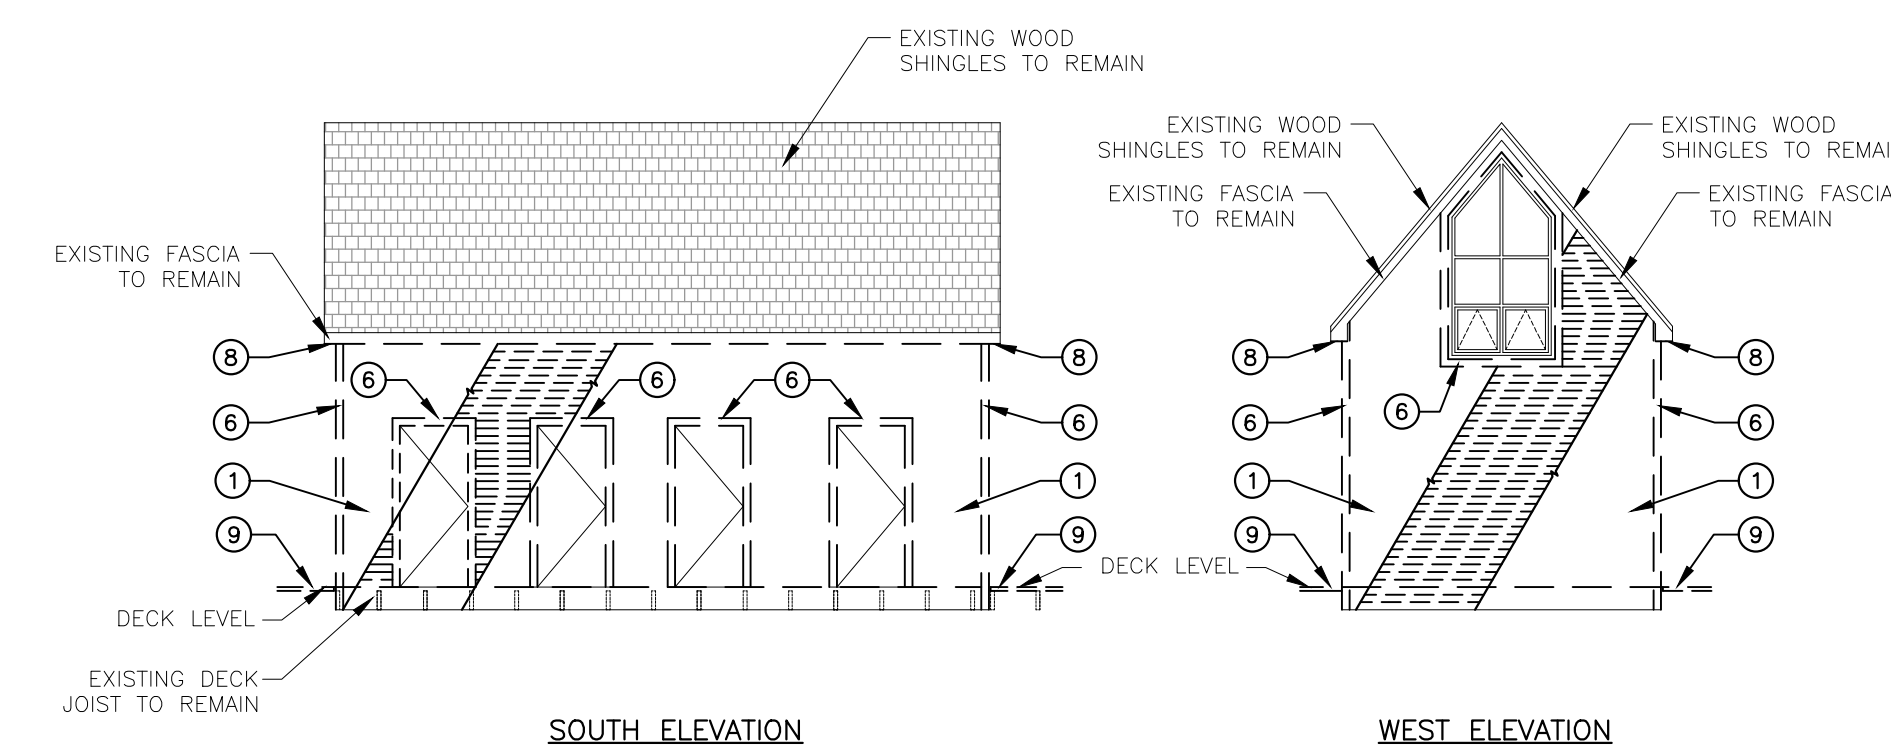 EXISTING WOOD
SHINGLES TO REMAIN
EXISTING FASCIA
TO REMAIN
8
8
6
6
6
6
6
1
1
9
9
DECK LEVEL
EXISTING DECK
JOIST TO REMAIN
SOUTH ELEVATION
EXISTING WOOD
SHINGLES TO REMAIN
EXISTING WOOD
SHINGLES TO REMAI
EXISTING FASCIA
TO REMAIN
EXISTING FASCIA
TO REMAIN
8
8
6
6
6
1
1
9
9
DECK LEVEL
WEST ELEVATION